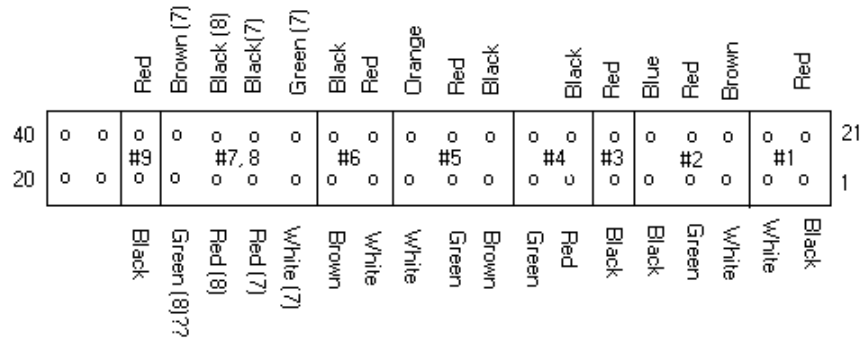 Red
Brown (7)
Black (8)
Black(7)
Green (7)
Black
Red
Orange
Red
Black
Black
Red
Blue
Red
Brown
Red
40
21
#9
#7, 8
#6
#5
#4
#3
#2
#1
20
1
Black
Green (8)??
Red (8)
Red (7)
White (7)
Brown
White
White
Green
Brown
Green
Red
Black
Black
Green
White
White
Black